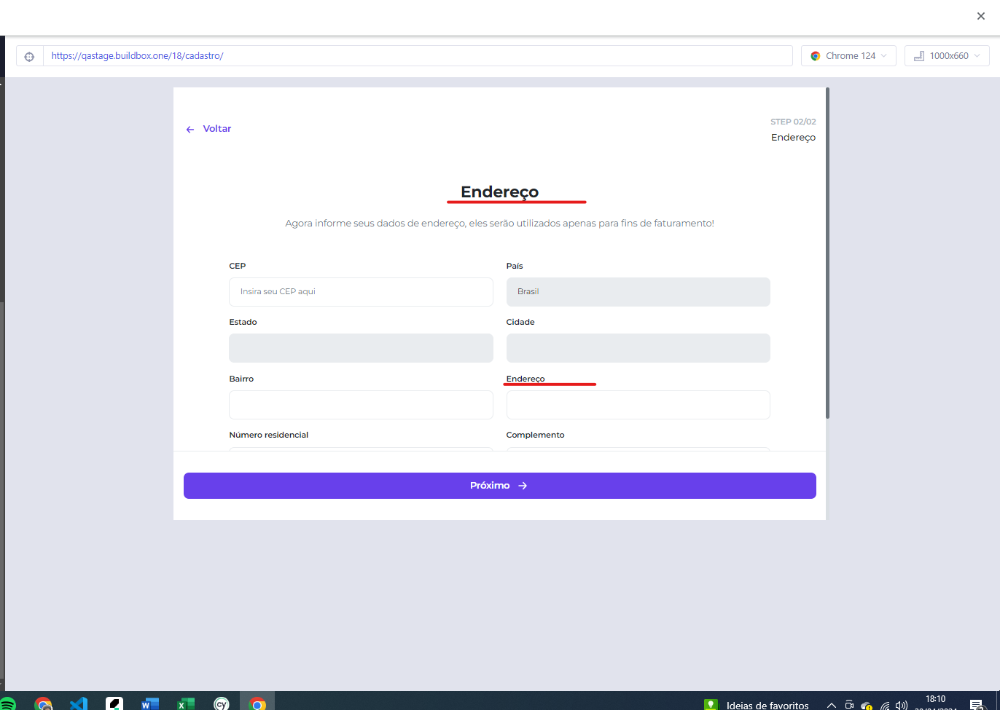 https://qastage.buildbox.one/18/cadastro/
Chrome 124
1000x660
Voltar
STEP 02/02
Endereço
Endereço
Agora informe seus dados de endereço, eles serão utilizados apenas para fins de faturamento!
CEP
País
Insira seu CEP aqui
Brasil
Estado
Cidade
Bairro
Endereço
Número residencial
Complemento
Próximo
Ideias de favoritos
18:10